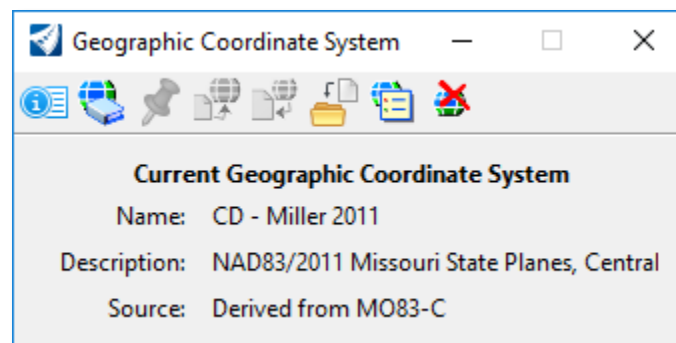 Geographic Coordinate System
Current Geographic Coordinate System
Name: CD - Miller 2011
Description: NAD83/2011 Missouri State Planes, Central
Source: Derived from MO83-C